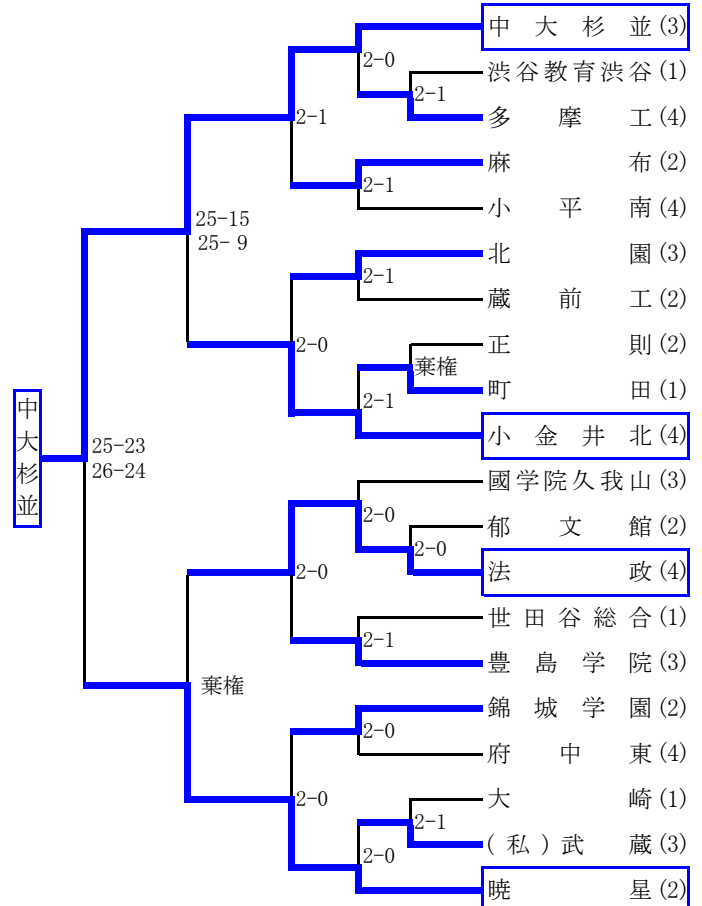 中大杉並(3)
2-0
渋谷教育渋谷(1)
2-1
多摩工(4)
2-1
麻布(2)
2-1
小平南(4)
25-15
25- 9
北園(3)
2-1
蔵前工(2)
2-0
正則(2)
棄権
町田(1)
2-1
小金井北(4)
中大杉並
25-23
26-24
國学院久我山(3)
2-0
郁文館(2)
2-0
法政(4)
2-0
世田谷総合(1)
2-1
豊島学院(3)
棄権
錦城学園(2)
2-0
府中東(4)
2-0
大崎(1)
2-1
(私)武蔵(3)
2-0
暁星(2)